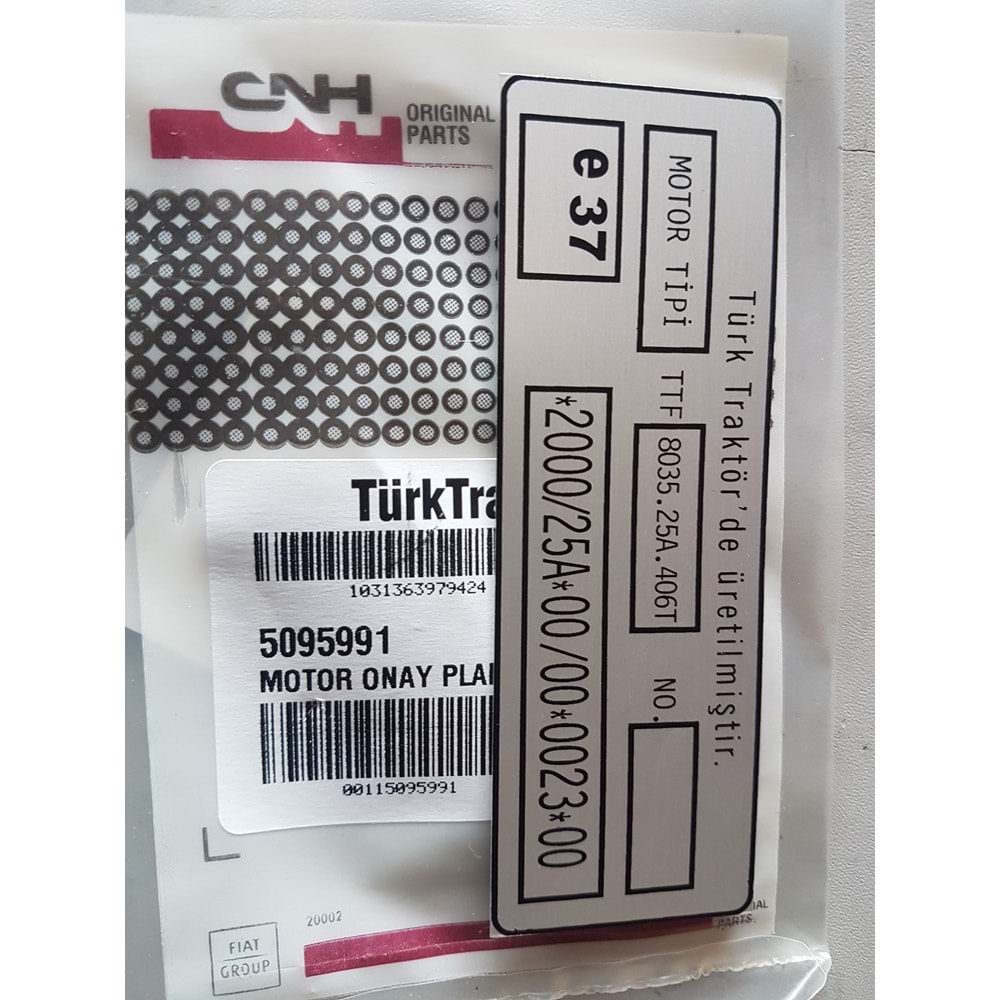 CNH
ORIGINAL
PARTS
TürkTra
1031363979424
5095991
MOTOR ONAY PLA
00115095991
L
20002
FIAT
GROUP
PARTS
Türk Traktör'de üretilmiştir.
MOTOR TİPİ TTF 8035.25A.406T NO.
e 37 *2000/25A*00/00*0023*00